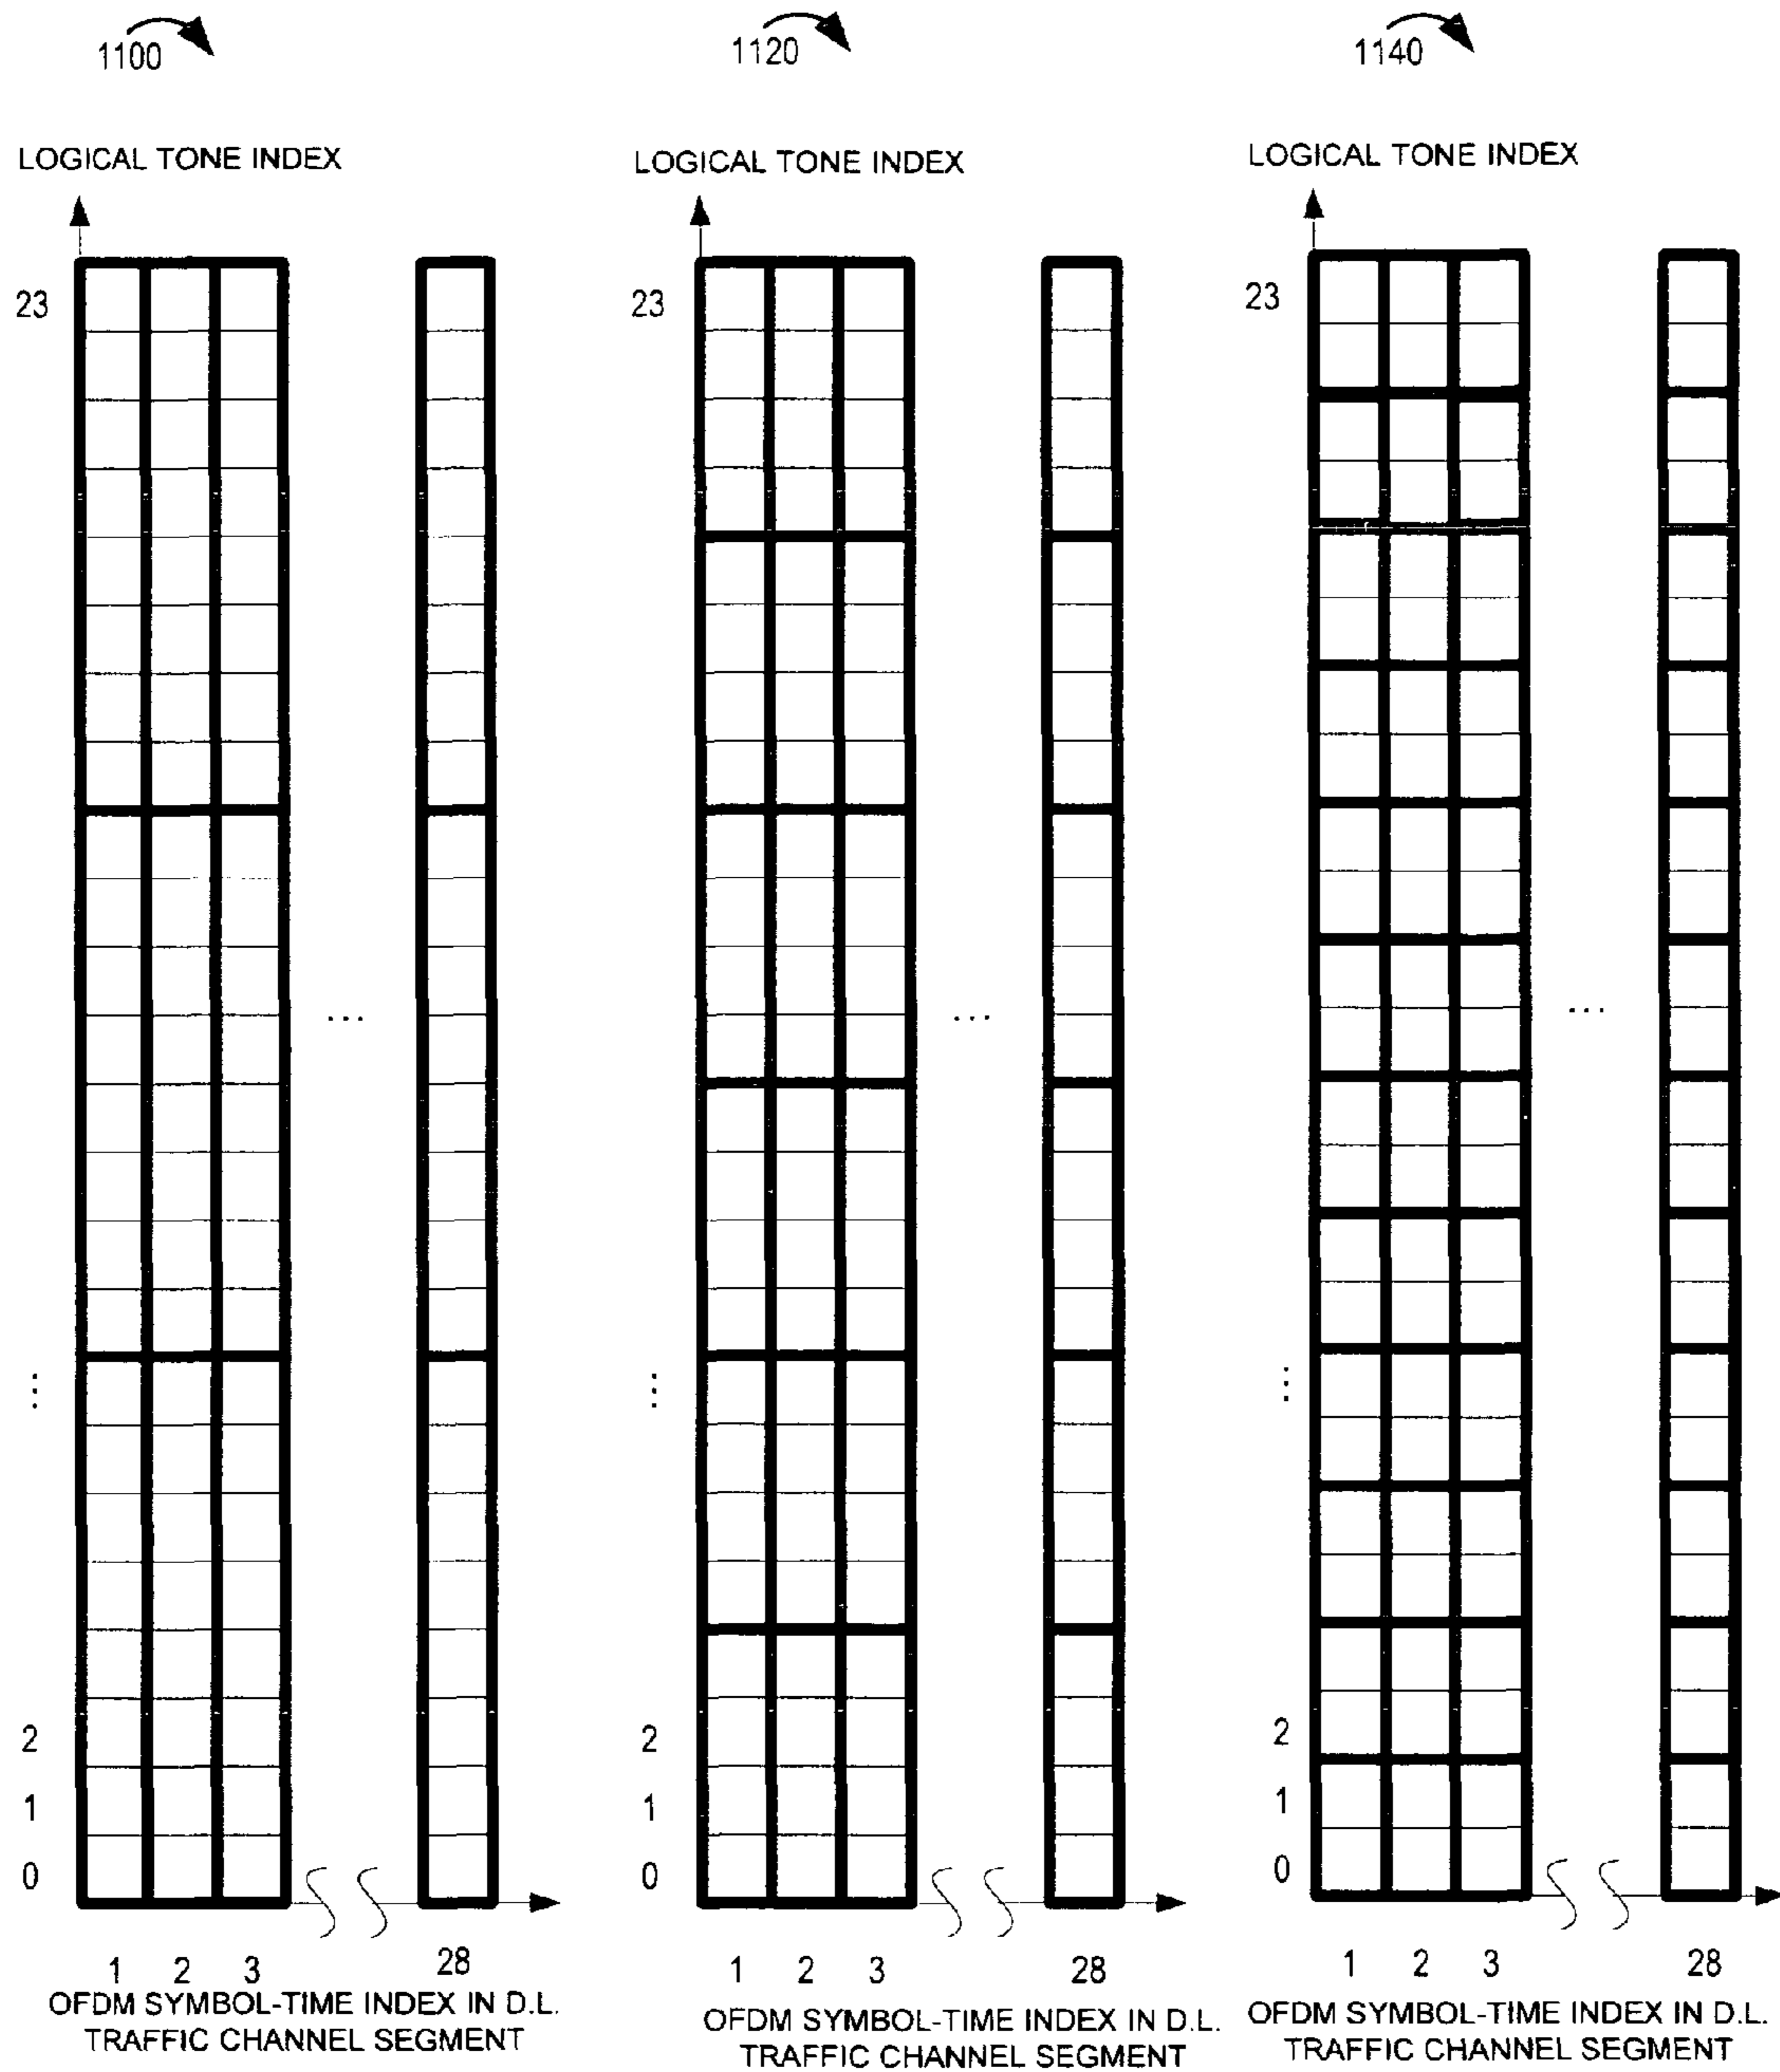 1100
LOGICAL TONE INDEX
23
...
...
2
1
0
1 2 3 28
OFDM SYMBOL-TIME INDEX IN D.L.
TRAFFIC CHANNEL SEGMENT
1120
LOGICAL TONE INDEX
23
...
...
2
1
0
1 2 3 28
OFDM SYMBOL-TIME INDEX IN D.L.
TRAFFIC CHANNEL SEGMENT
1140
LOGICAL TONE INDEX
23
...
...
2
1
0
1 2 3 28
OFDM SYMBOL-TIME INDEX IN D.L.
TRAFFIC CHANNEL SEGMENT